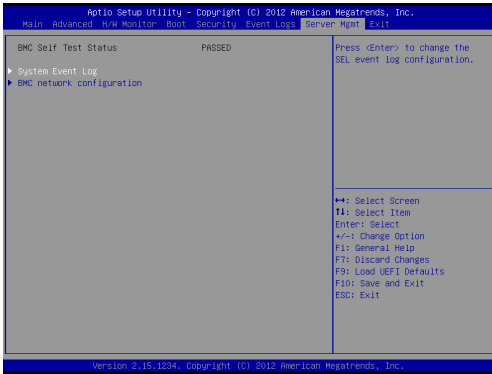 Aptio Setup Utility – Copyright (C) 2012 American Megatrends, Inc.
Main Advanced H/W Monitor Boot Security Event Logs Server Mgmt Exit
BMC Self Test Status PASSED
System Event Log
BMC network configuration
Press <Enter> to change the
SEL event log configuration.
↔: Select Screen
↑↓: Select Item
Enter: Select
+/-: Change Option
F1: General Help
F7: Discard Changes
F9: Load UEFI Defaults
F10: Save and Exit
ESC: Exit
Version 2.15.1234. Copyright (C) 2012 American Megatrends, Inc.